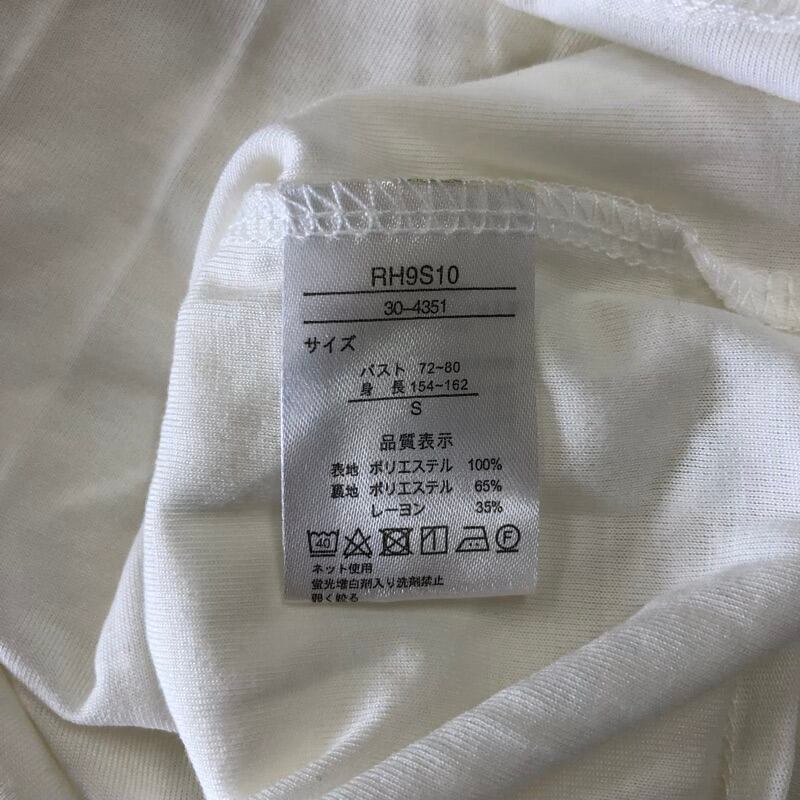 RH9S10
30-4351
サイズ
バスト 72~80
身 長 154~162
S
品質表示
表地 ポリエステル 100%
裏地 ポリエステル 65%
レーヨン 35%
40 F
ネット使用
蛍光増白剤入り洗剤禁止
弱く絞る